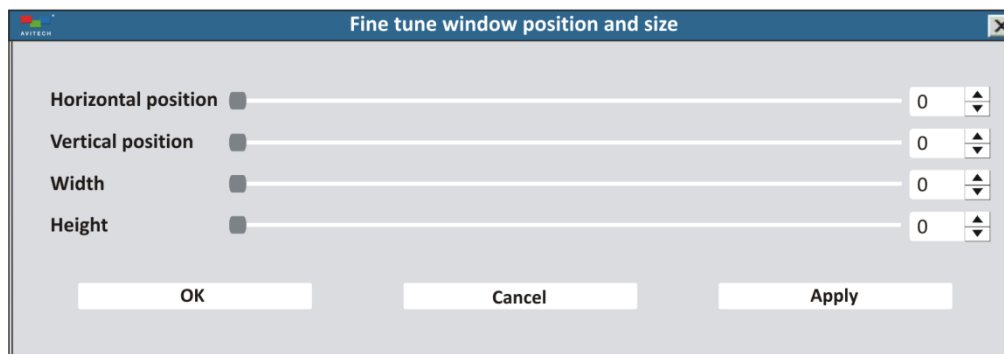 AVITECH
Fine tune window position and size
Horizontal position 0
Vertical position 0
Width 0
Height 0
OK Cancel Apply